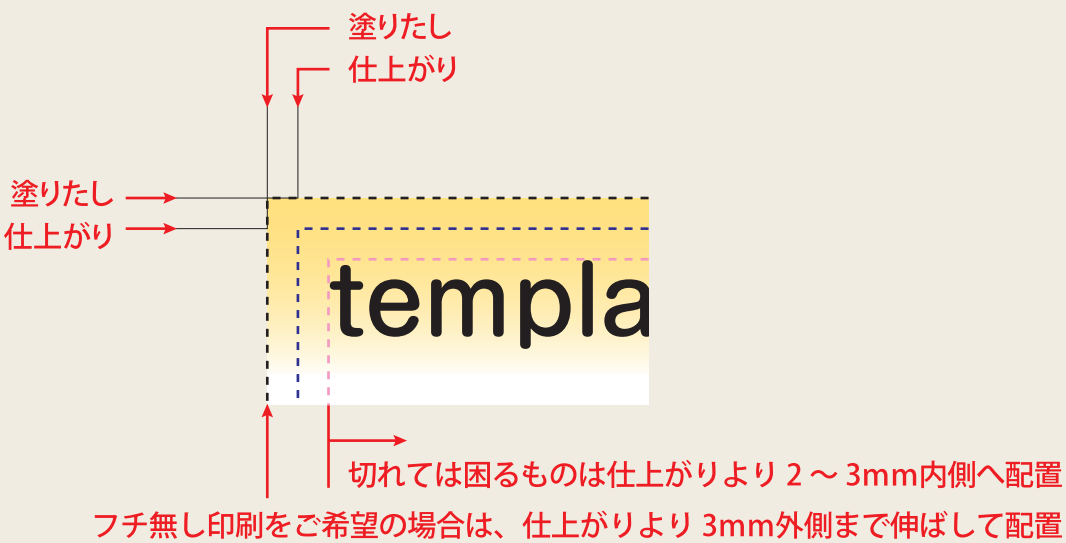 塗りたし
仕上がり
塗りたし
仕上がり
templa
切れては困るものは仕上がりより 2 ～ 3mm内側へ配置
フチ無し印刷をご希望の場合は、仕上がりより 3mm外側まで伸ばして配置